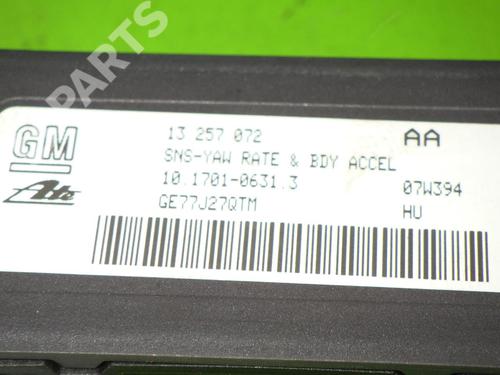 PARTS
GM
13 257 072 AA
SNS-YAW RATE & BDY ACCEL
Ate 10.1701-0631.3 07W394
GE77J27QTM HU